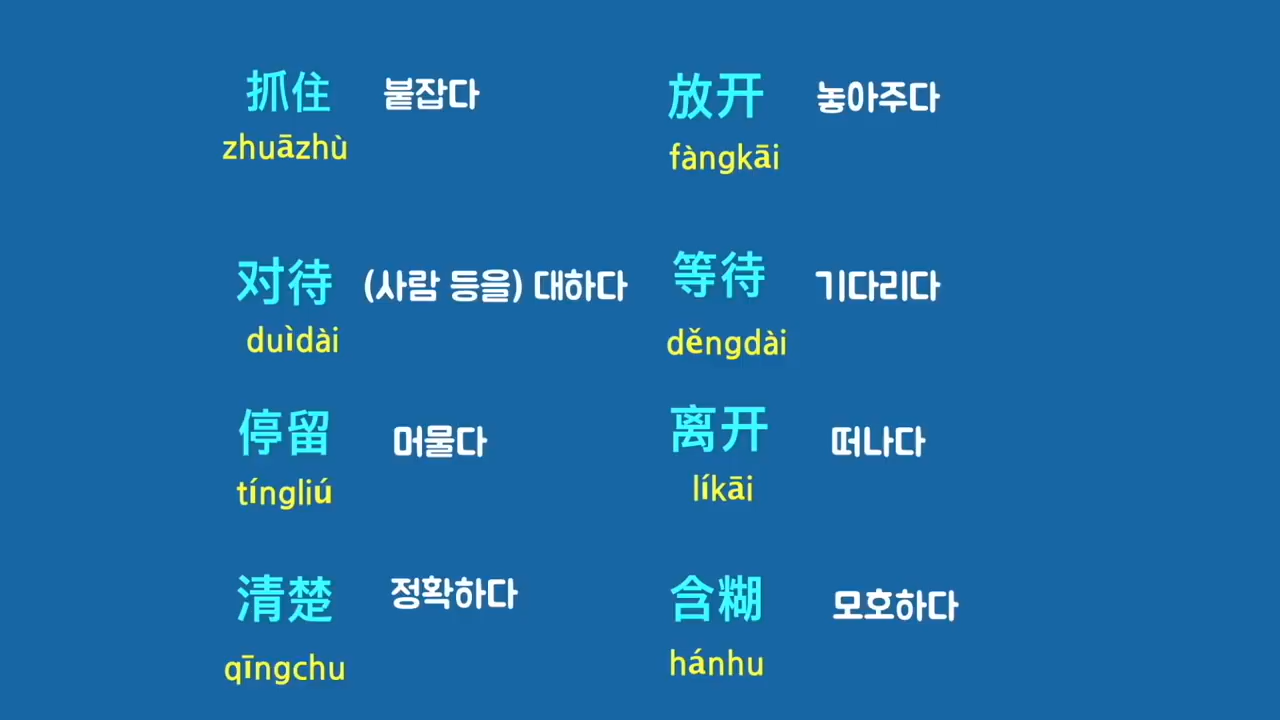 抓住 붙잡다
zhuāzhù
放开 놓아주다
fàngkāi
对待 (사람 등을) 대하다
duìdài
等待 기다리다
děngdài
停留 머물다
tíngliú
离开 떠나다
líkāi
清楚 정확하다
qīngchu
含糊 모호하다
hánhu